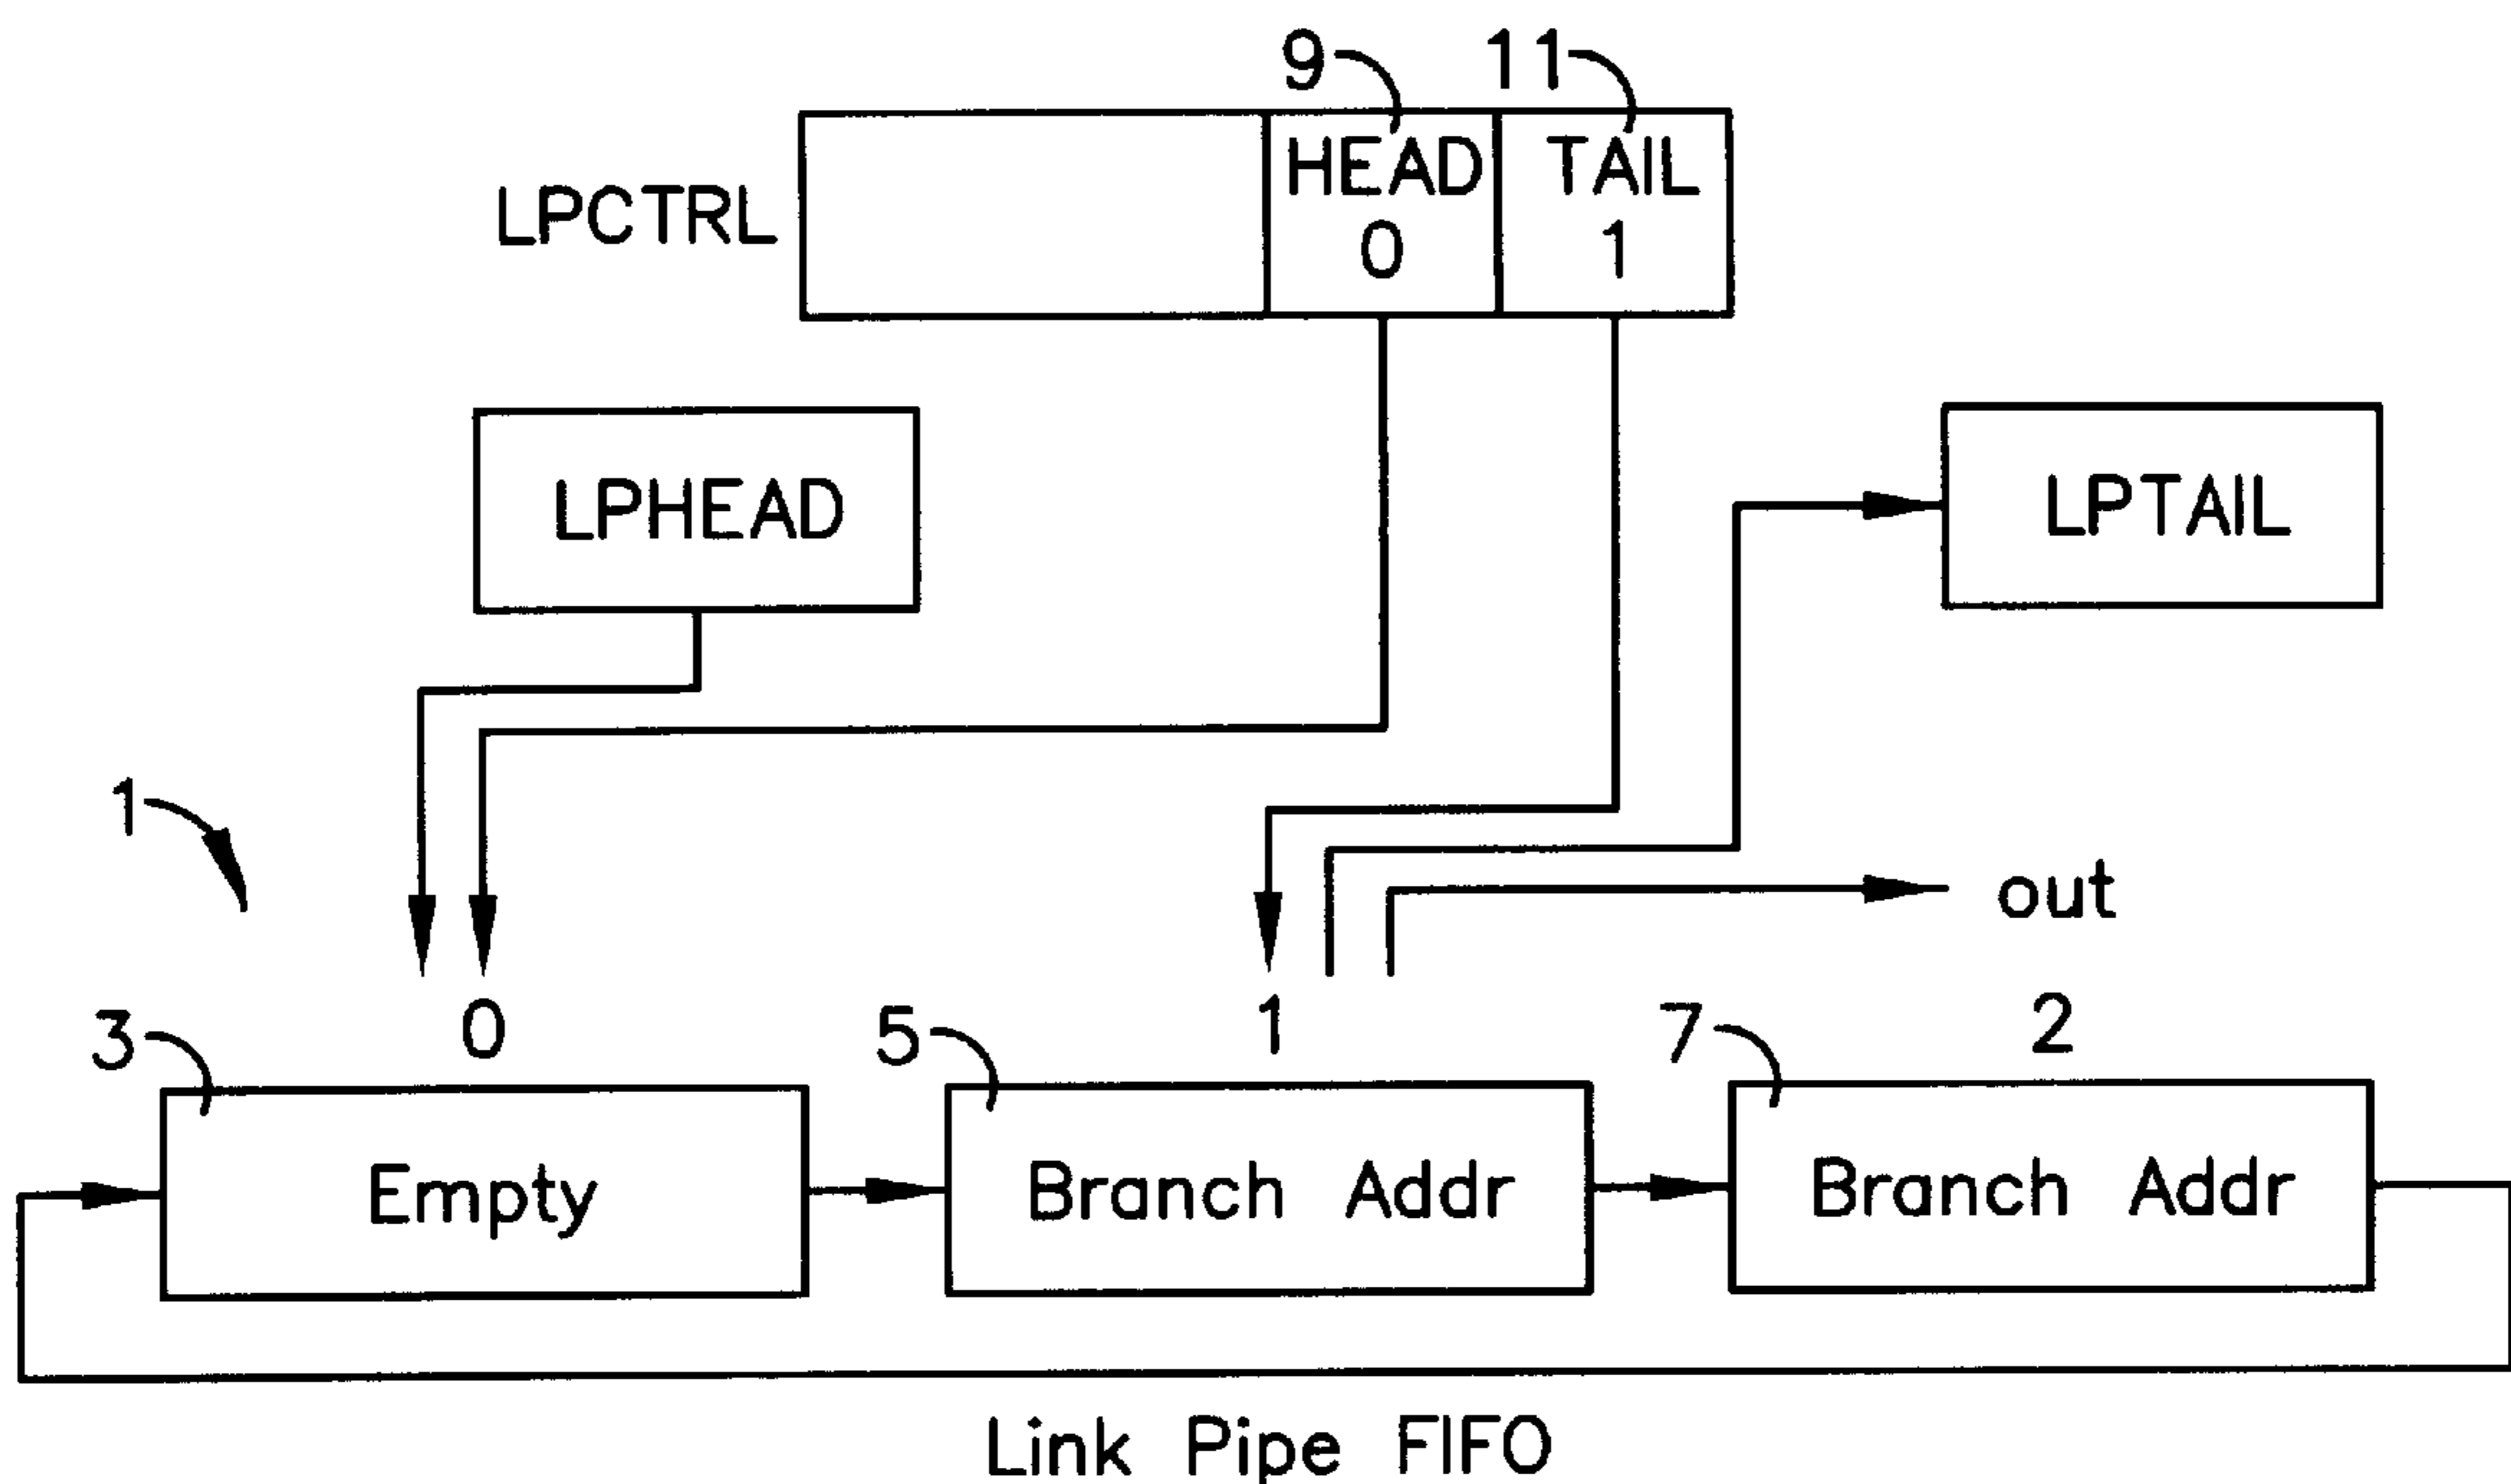 9 11
HEAD TAIL
LPCTRL
0 1
LPHEAD
LPTAIL
1
out
3 0 5 1 7 2
Empty Branch Addr Branch Addr
Link Pipe FIFO